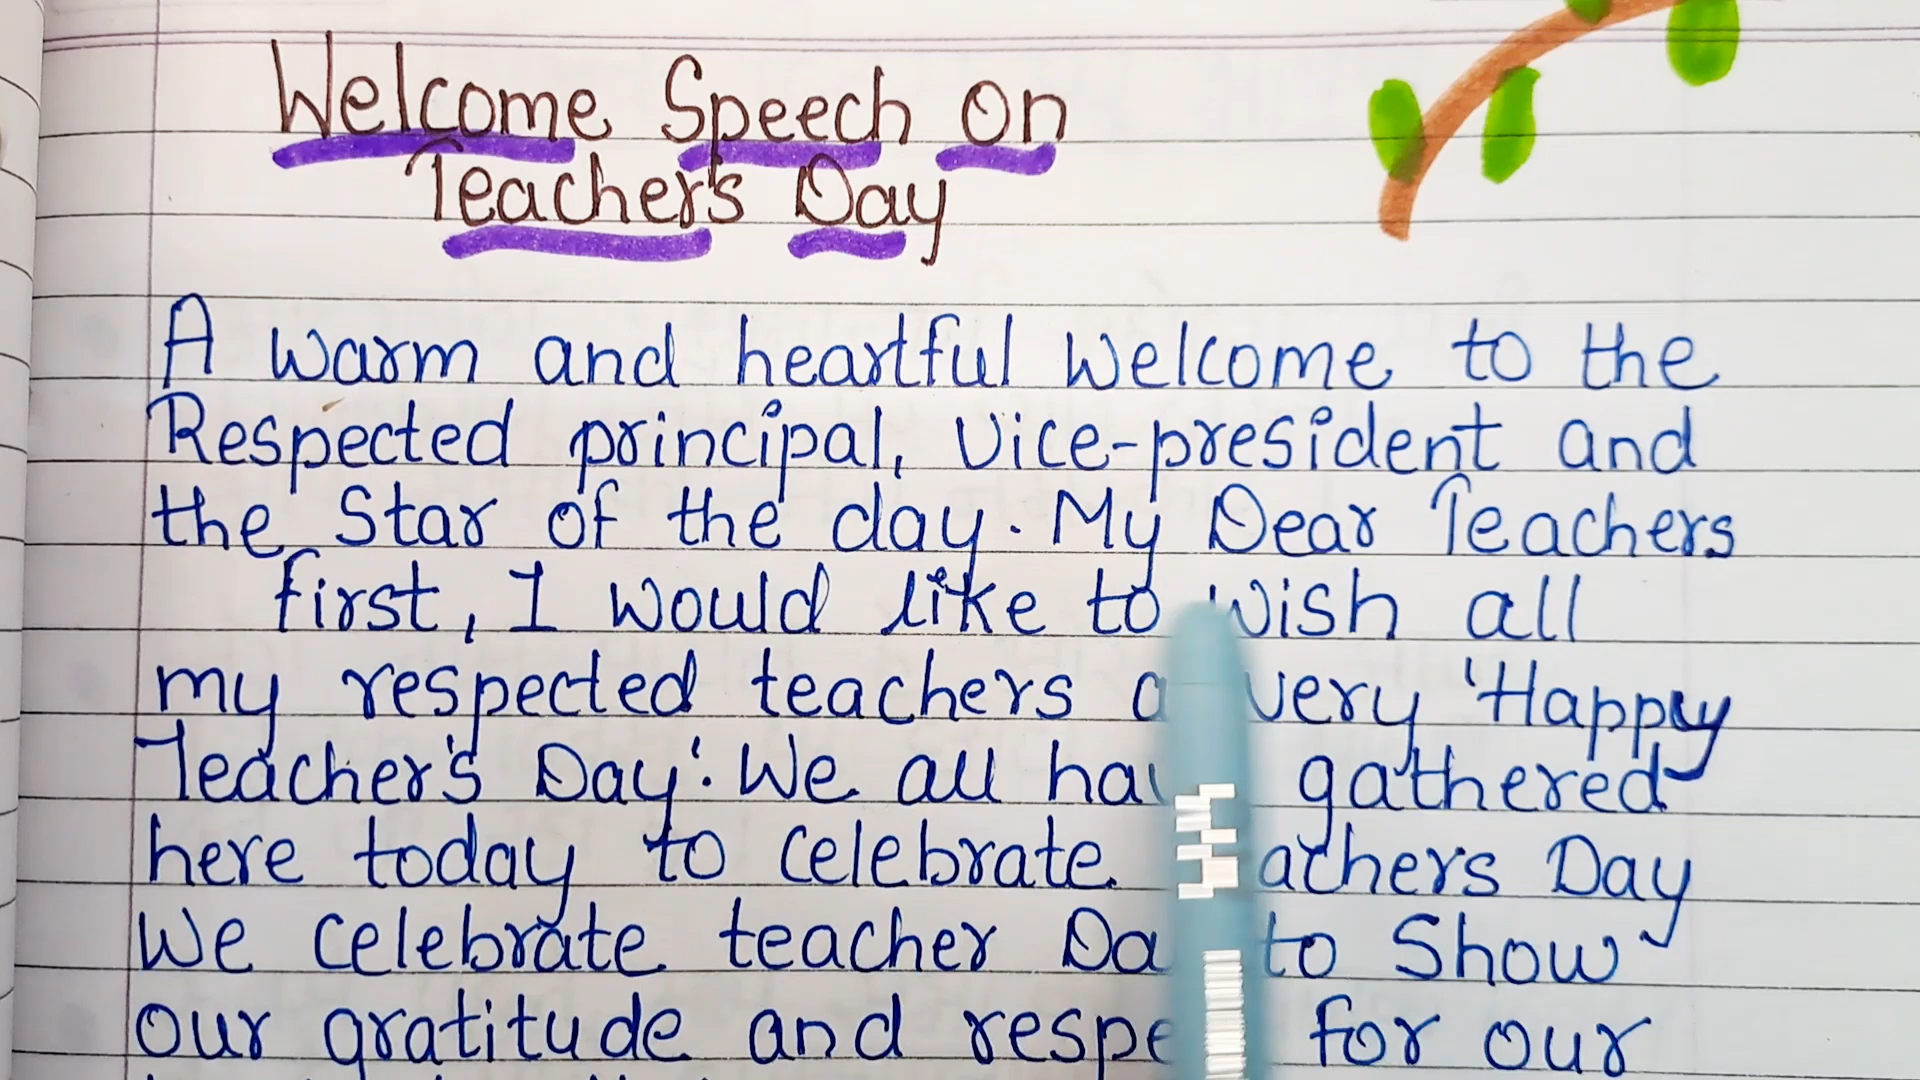 Welcome Speech on
Teacher's Day
A warm and heartful welcome to the
Respected principal, Vice-president and
the Star of the day. My Dear Teachers
first, I would like to wish all
my respected teachers a very 'Happy
Teacher's Day'. We all gathered
here today to celebrate Day
We celebrate teacher to Show
our gratitude and for our